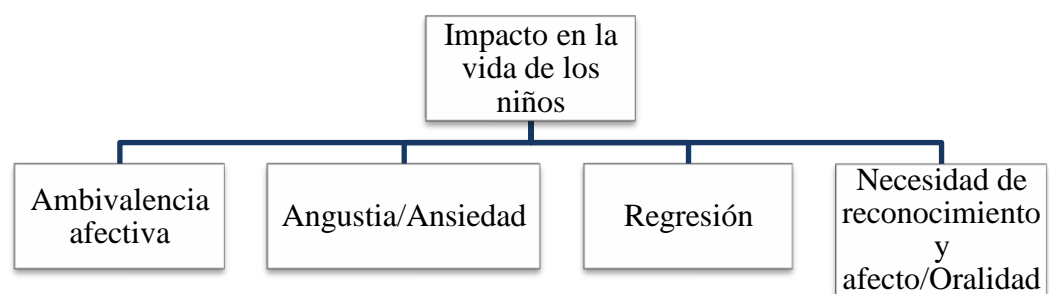 Impacto en la
vida de los
niños
Ambivalencia
afectiva
Angustia/Ansiedad
Regresión
Necesidad de
reconocimiento
y
afecto/Oralidad